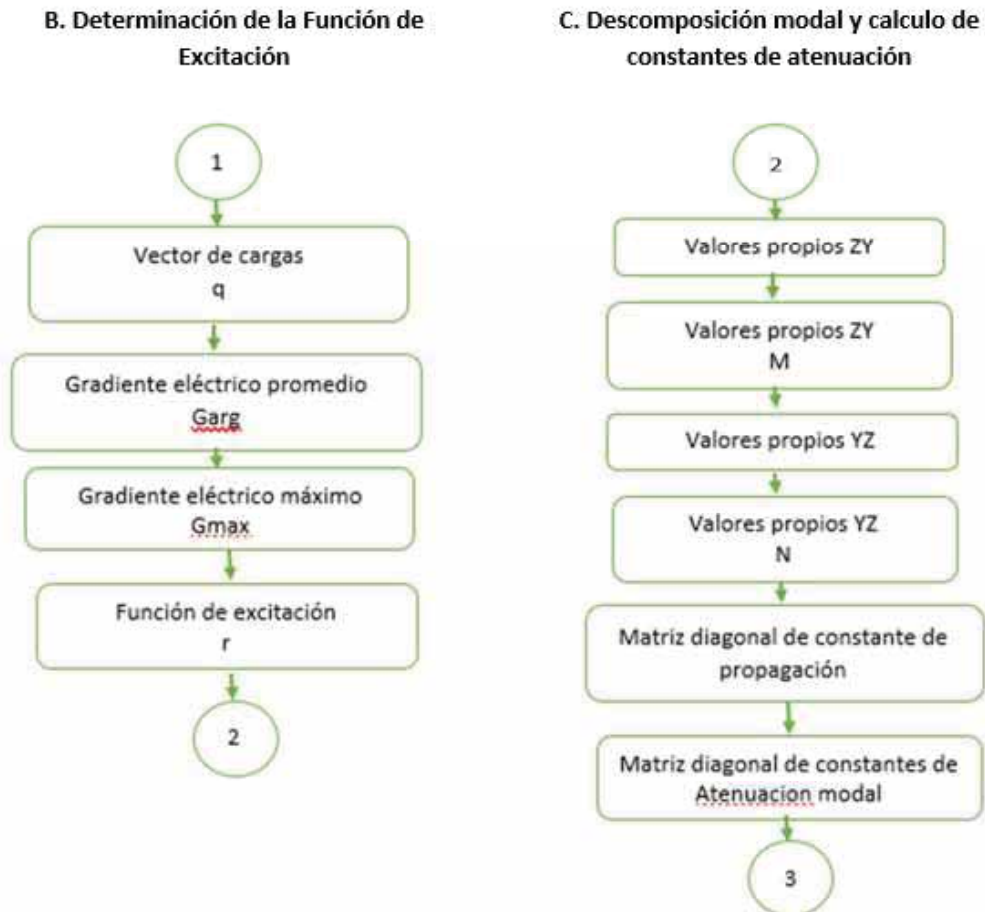 B. Determinación de la Función de
Excitación
1
Vector de cargas
q
Gradiente eléctrico promedio
Garg
Gradiente eléctrico máximo
Gmax
Función de excitación
r
2
C. Descomposición modal y calculo de
constantes de atenuación
2
Valores propios ZY
Valores propios ZY
M
Valores propios YZ
Valores propios YZ
N
Matriz diagonal de constante de
propagación
Matriz diagonal de constantes de
Atenuacion modal
3